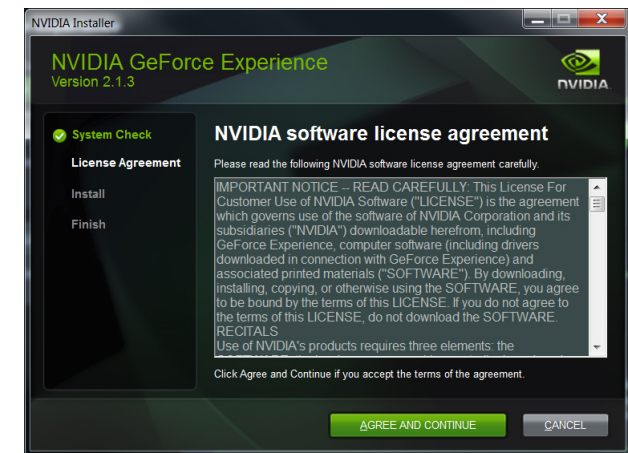 NVIDIA Installer
NVIDIA GeForce Experience
Version 2.1.3
NVIDIA
System Check
License Agreement
Install
Finish
NVIDIA software license agreement
Please read the following NVIDIA software license agreement carefully.
IMPORTANT NOTICE -- READ CAREFULLY: This License For
Customer Use of NVIDIA Software ("LICENSE") is the agreement
which governs use of the software of NVIDIA Corporation and its
subsidiaries ("NVIDIA") downloadable herefrom, including
GeForce Experience, computer software (including drivers
downloaded in connection with GeForce Experience) and
associated printed materials ("SOFTWARE"). By downloading,
installing, copying, or otherwise using the SOFTWARE, you agree
to be bound by the terms of this LICENSE. If you do not agree to
the terms of this LICENSE, do not download the SOFTWARE.
RECITALS
Use of NVIDIA's products requires three elements: the
Click Agree and Continue if you accept the terms of the agreement.
AGREE AND CONTINUE
CANCEL